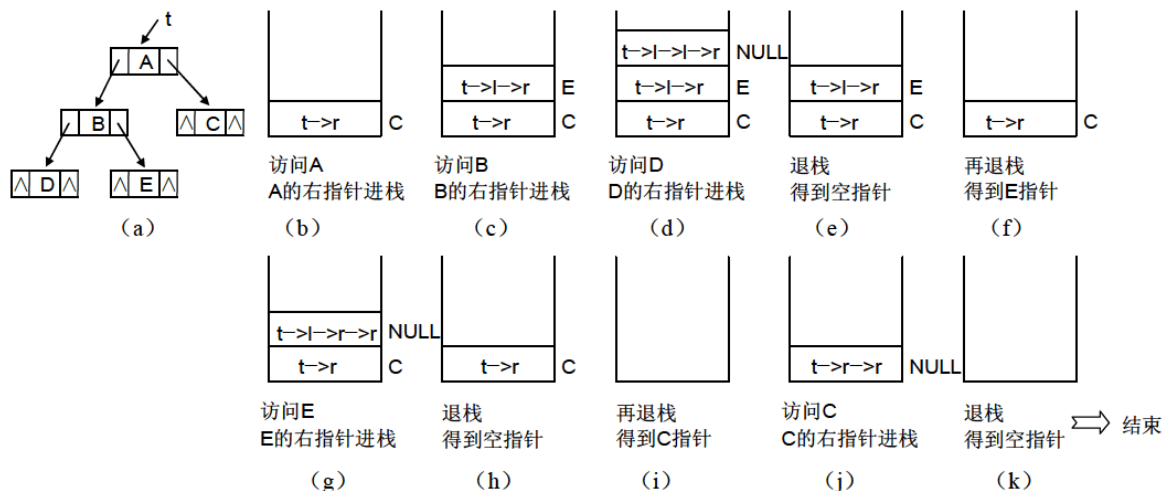 t
A
B
∧ C ∧
∧ D ∧
∧ E ∧
(a)
t->r C
访问A
A的右指针进栈
(b)
t->l->r E
t->r C
访问B
B的右指针进栈
(c)
t->l->l->r NULL
t->l->r E
t->r C
访问D
D的右指针进栈
(d)
t->l->r E
t->r C
退栈
得到空指针
(e)
t->r C
再退栈
得到E指针
(f)
t->l->r->r NULL
t->r C
访问E
E的右指针进栈
(g)
t->r C
退栈
得到空指针
(h)
再退栈
得到C指针
(i)
t->r->r NULL
访问C
C的右指针进栈
(j)
退栈
得到空指针
结束
(k)